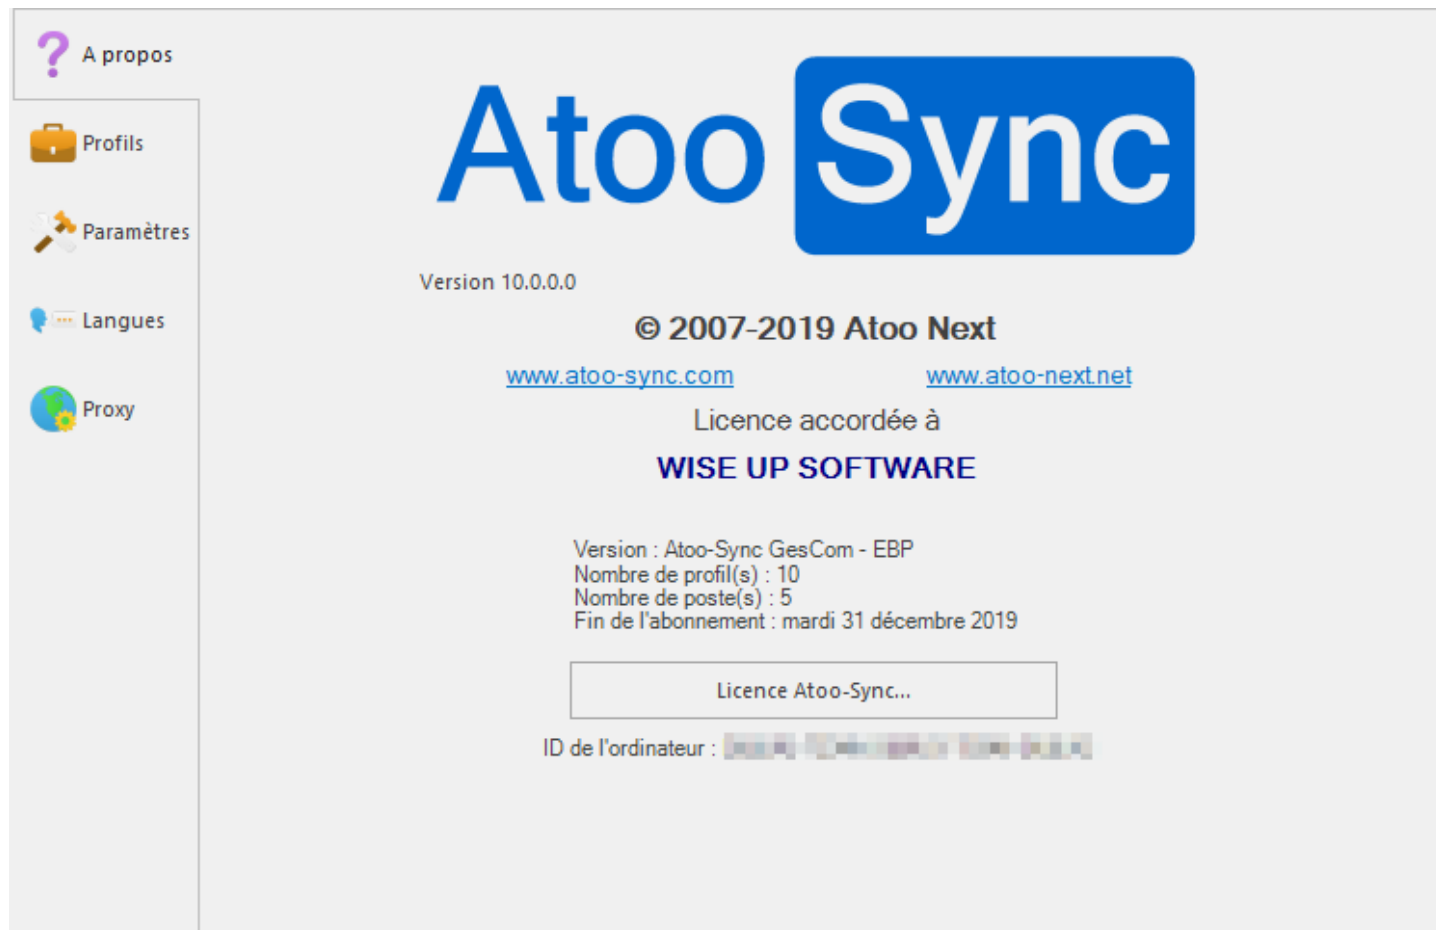 A propos
Profils
Paramètres
Langues
Proxy
Atoo Sync
Version 10.0.0.0
© 2007-2019 Atoo Next
www.atoo-sync.com www.atoo-next.net
Licence accordée à
WISE UP SOFTWARE
Version : Atoo-Sync GesCom - EBP
Nombre de profil(s) : 10
Nombre de poste(s) : 5
Fin de l'abonnement : mardi 31 décembre 2019
Licence Atoo-Sync...
ID de l'ordinateur :